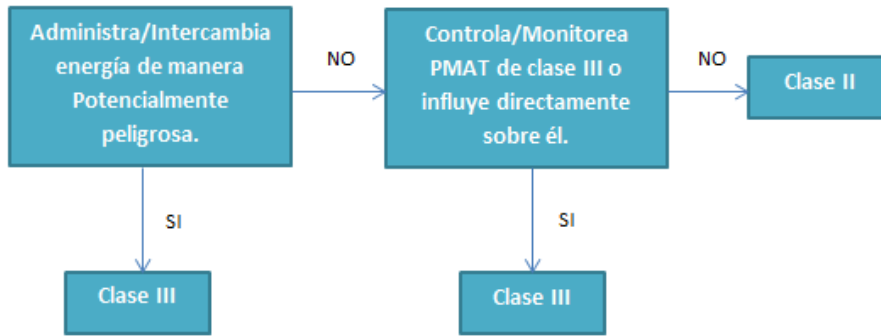 Administra/Intercambia
energía de manera
Potencialmente
peligrosa.
NO
Controla/Monitorea
PMAT de clase III o
influye directamente
sobre él.
NO
Clase II
SI
SI
Clase III
Clase III